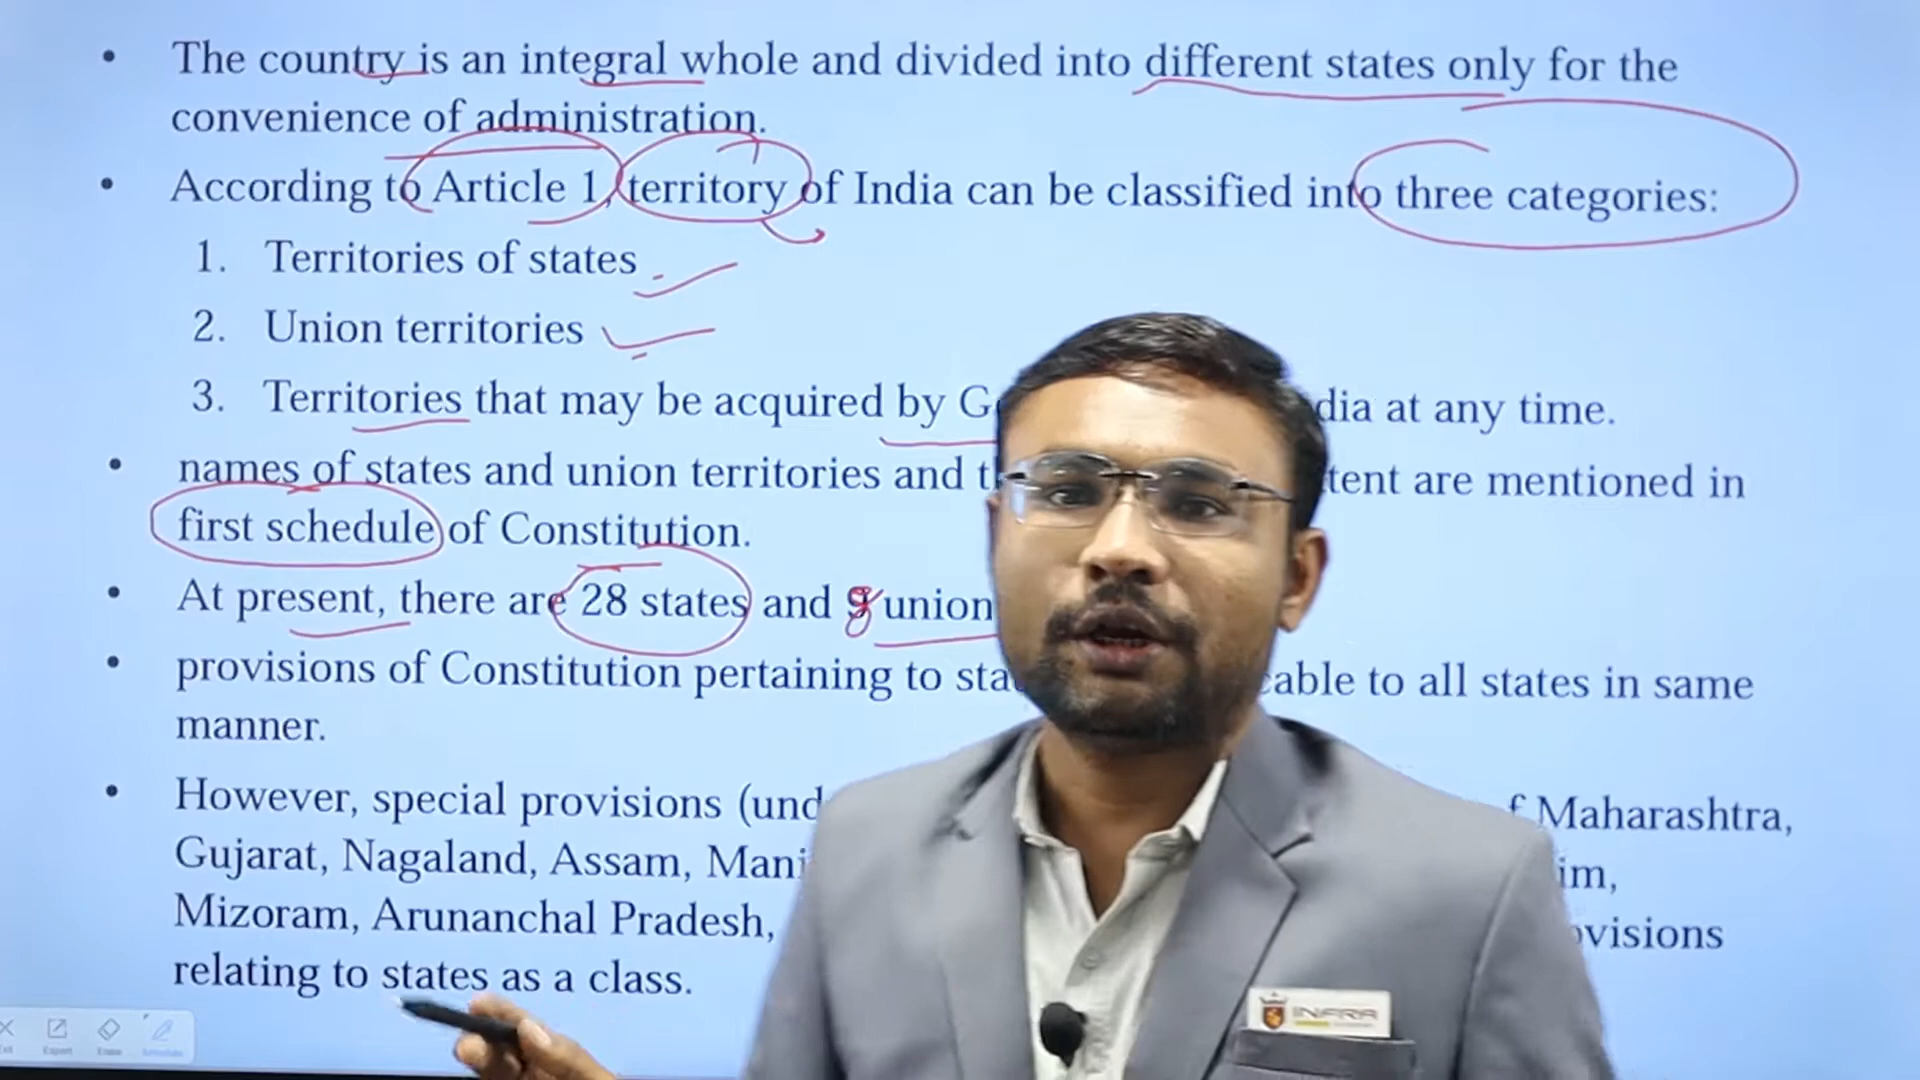 • The country is an integral whole and divided into different states only for the
convenience of administration.
• According to Article 1, territory of India can be classified into three categories:
1. Territories of states
2. Union territories
3. Territories that may be acquired by G dia at any time.
• names of states and union territories and tent are mentioned in
first schedule of Constitution.
• At present, there are 28 states and 8 union
• provisions of Constitution pertaining to sta cable to all states in same
manner.
• However, special provisions (und f Maharashtra,
Gujarat, Nagaland, Assam, Mani im,
Mizoram, Arunanchal Pradesh, ovisions
relating to states as a class.
Export Erase
INFRA